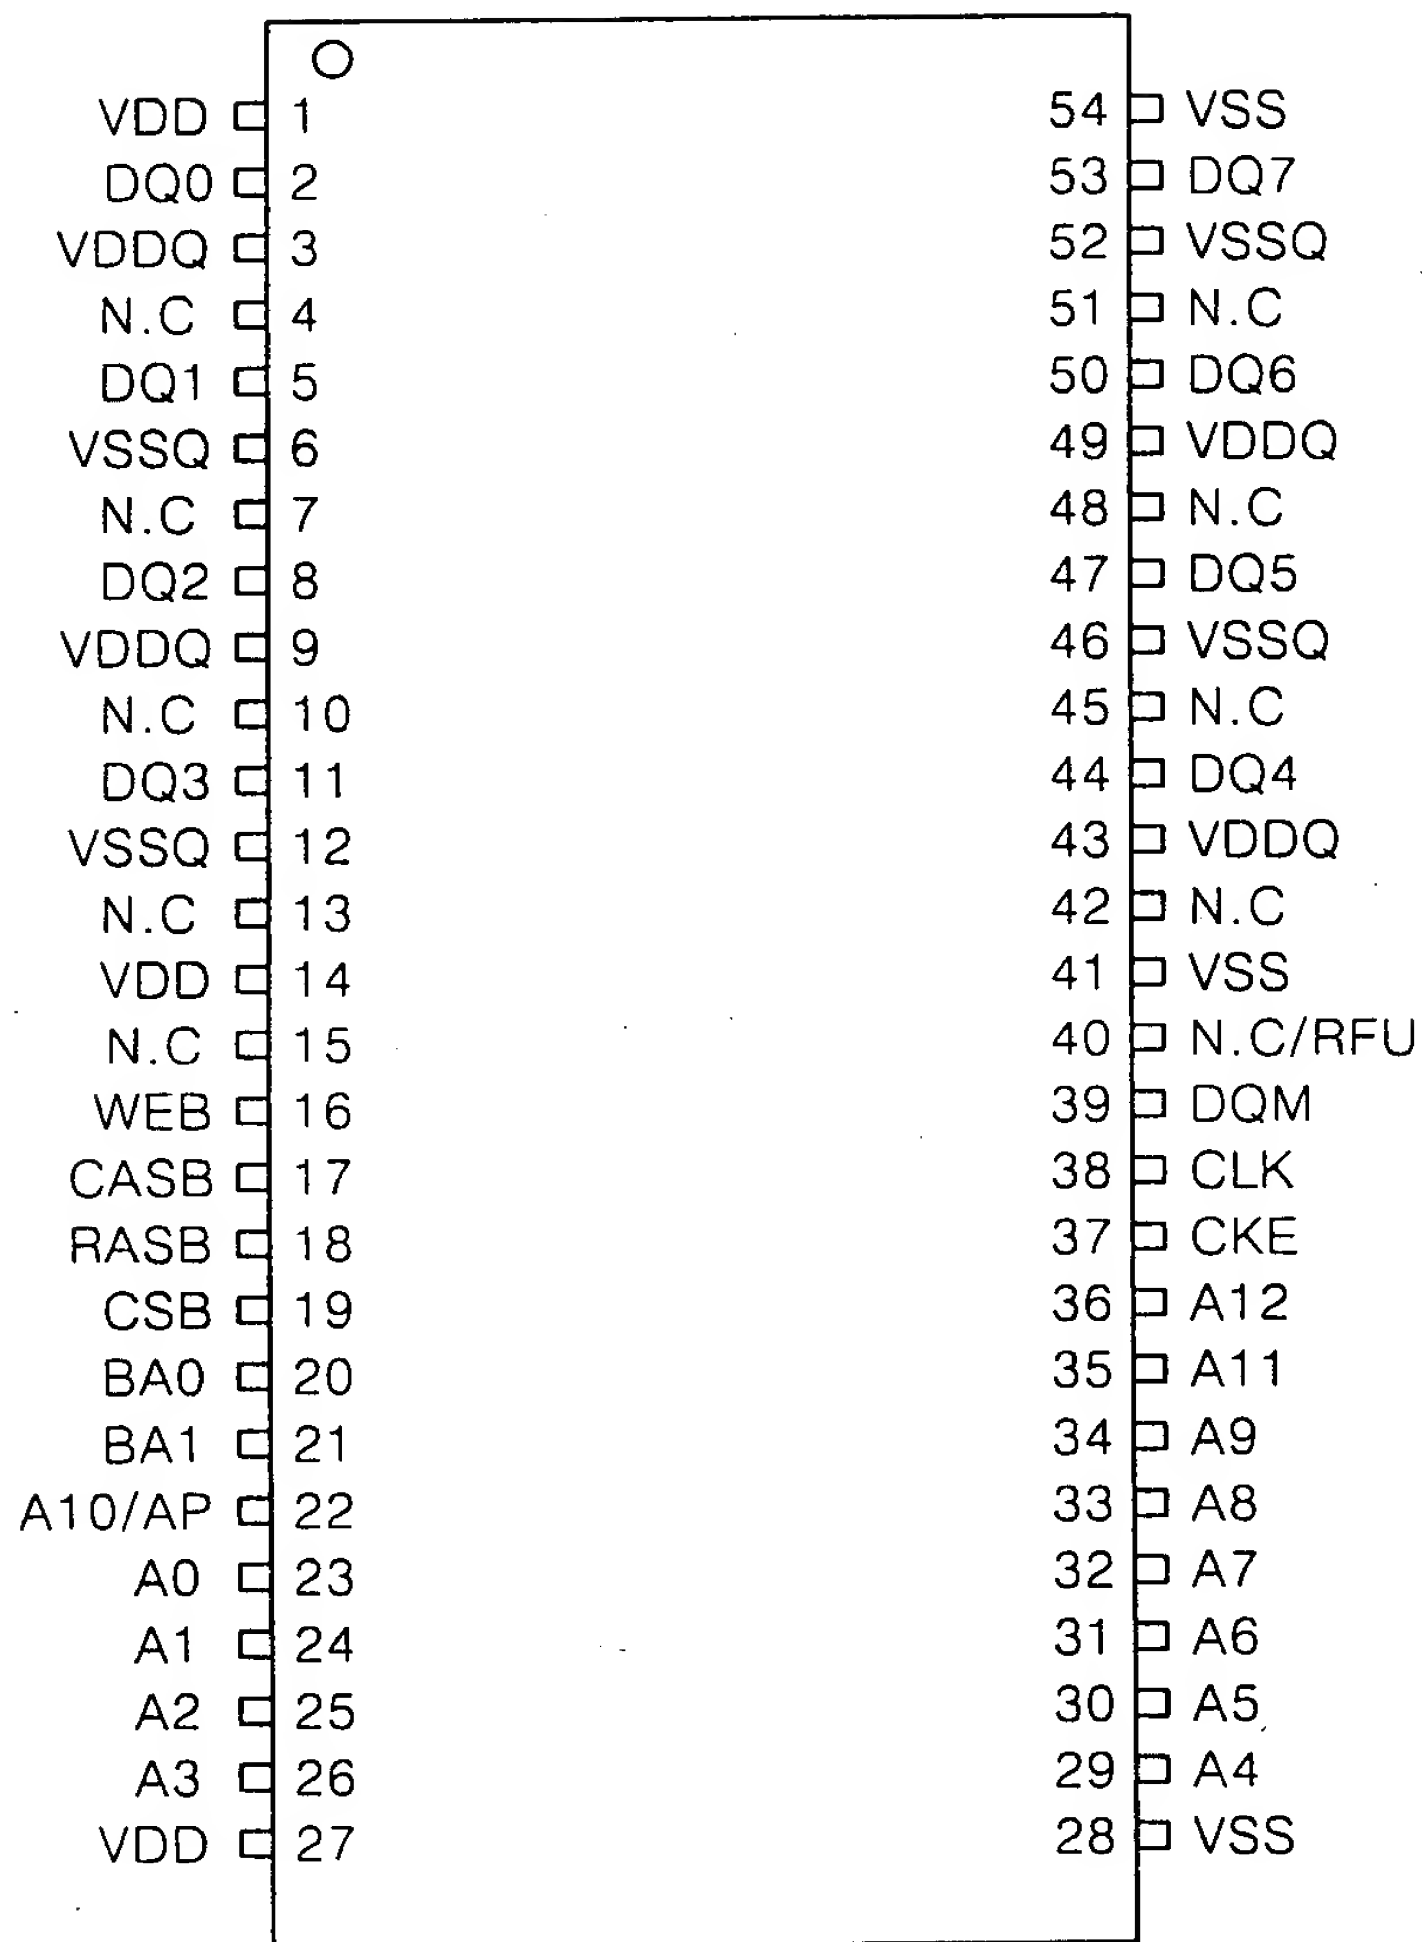 VDD 1 54 VSS
DQ0 2 53 DQ7
VDDQ 3 52 VSSQ
N.C 4 51 N.C
DQ1 5 50 DQ6
VSSQ 6 49 VDDQ
N.C 7 48 N.C
DQ2 8 47 DQ5
VDDQ 9 46 VSSQ
N.C 10 45 N.C
DQ3 11 44 DQ4
VSSQ 12 43 VDDQ
N.C 13 42 N.C
VDD 14 41 VSS
N.C 15 40 N.C/RFU
WEB 16 39 DQM
CASB 17 38 CLK
RASB 18 37 CKE
CSB 19 36 A12
BA0 20 35 A11
BA1 21 34 A9
A10/AP 22 33 A8
A0 23 32 A7
A1 24 31 A6
A2 25 30 A5
A3 26 29 A4
VDD 27 28 VSS